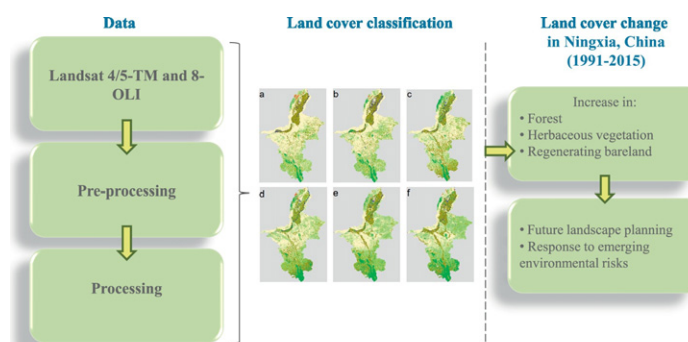 Data
Landsat 4/5-TM and 8-
OLI
Pre-processing
Processing
Land cover classification
a
b
c
d
e
f
Land cover change
in Ningxia, China
(1991-2015)
Increase in:
• Forest
• Herbaceous vegetation
• Regenerating bareland
• Future landscape planning
• Response to emerging
environmental risks